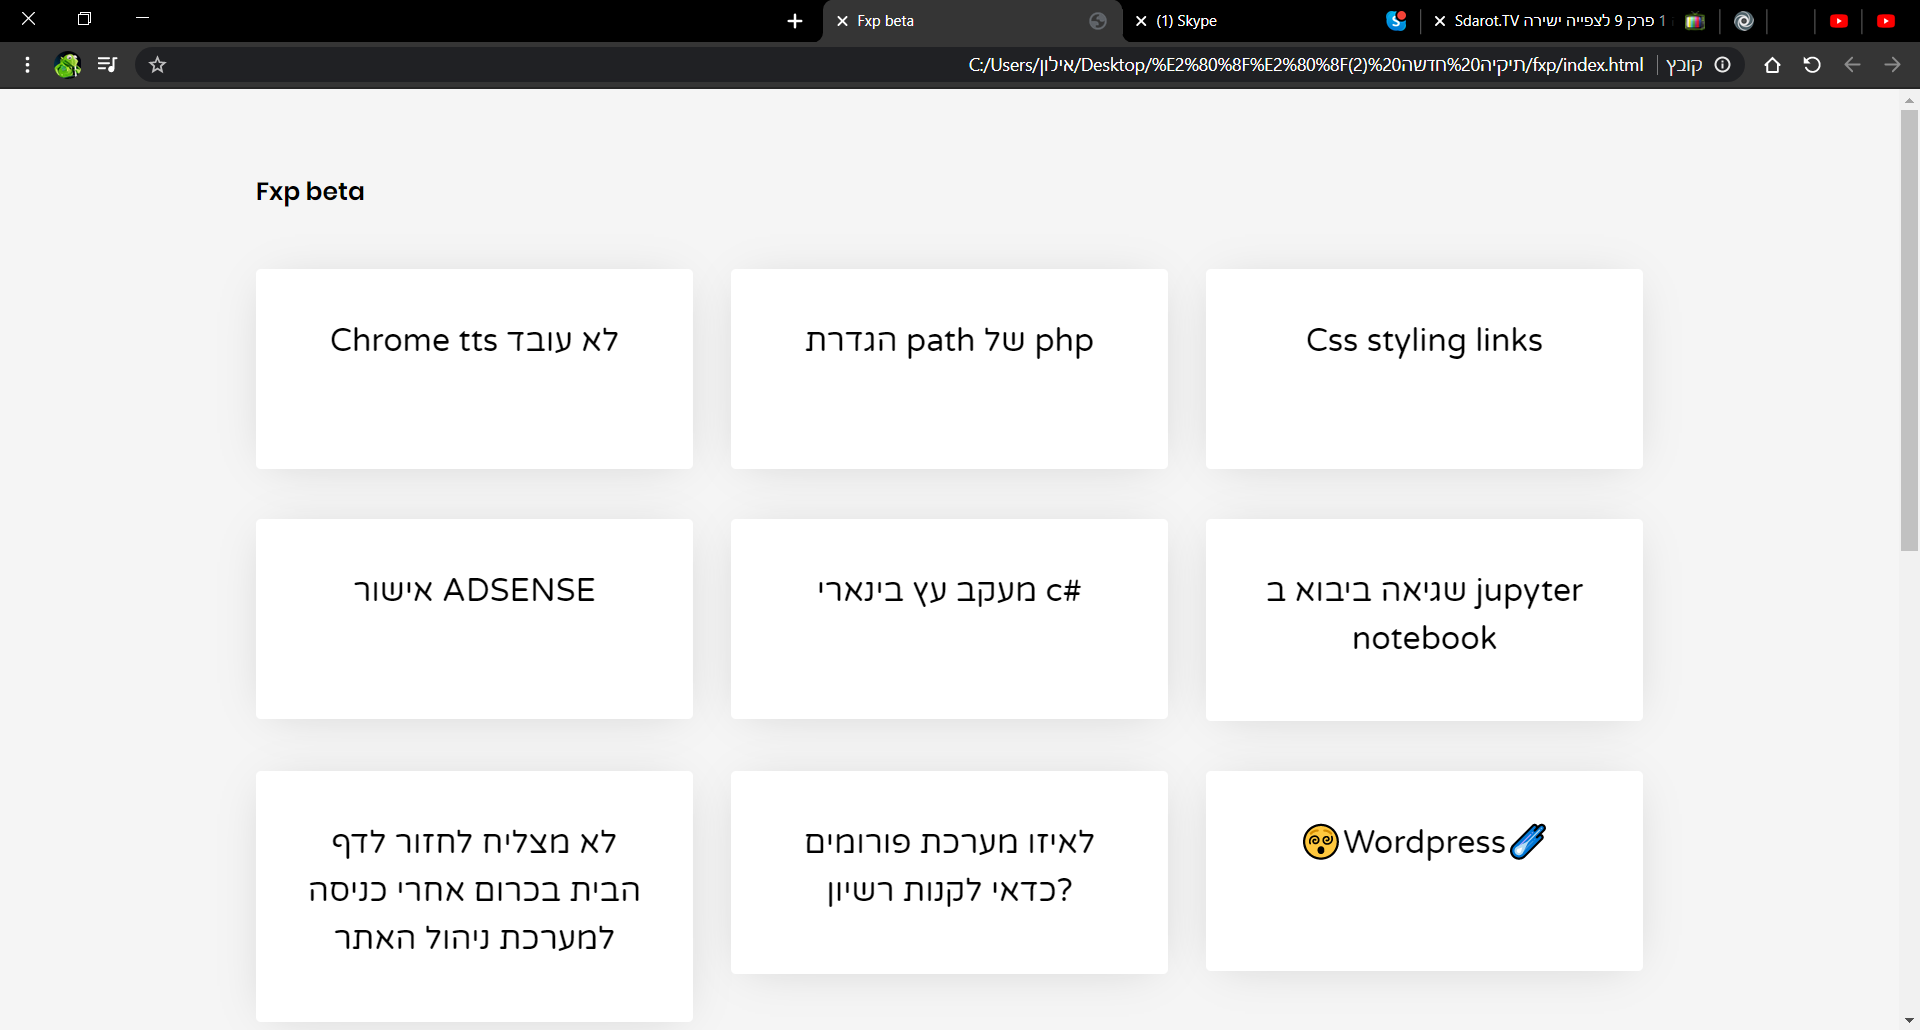 Fxp beta
(1) Skype
Sdarot.TV פרק 9 לצפייה ישירה 1
C:/Users/אילון/Desktop/%E2%80%8F%E2%80%8F(2)%20תיקיה%20חדשה/fxp/index.html
קובץ
Fxp beta
Chrome tts לא עובד
הגדרת path של php
Css styling links
אישור ADSENSE
מעקב עץ בינארי c#
שגיאה ביבוא ב jupyter
notebook
לא מצליח לחזור לדף
הבית בכרום אחרי כניסה
למערכת ניהול האתר
לאיזו מערכת פורומים
כדאי לקנות רשיון?
😵‍💫Wordpress☄️